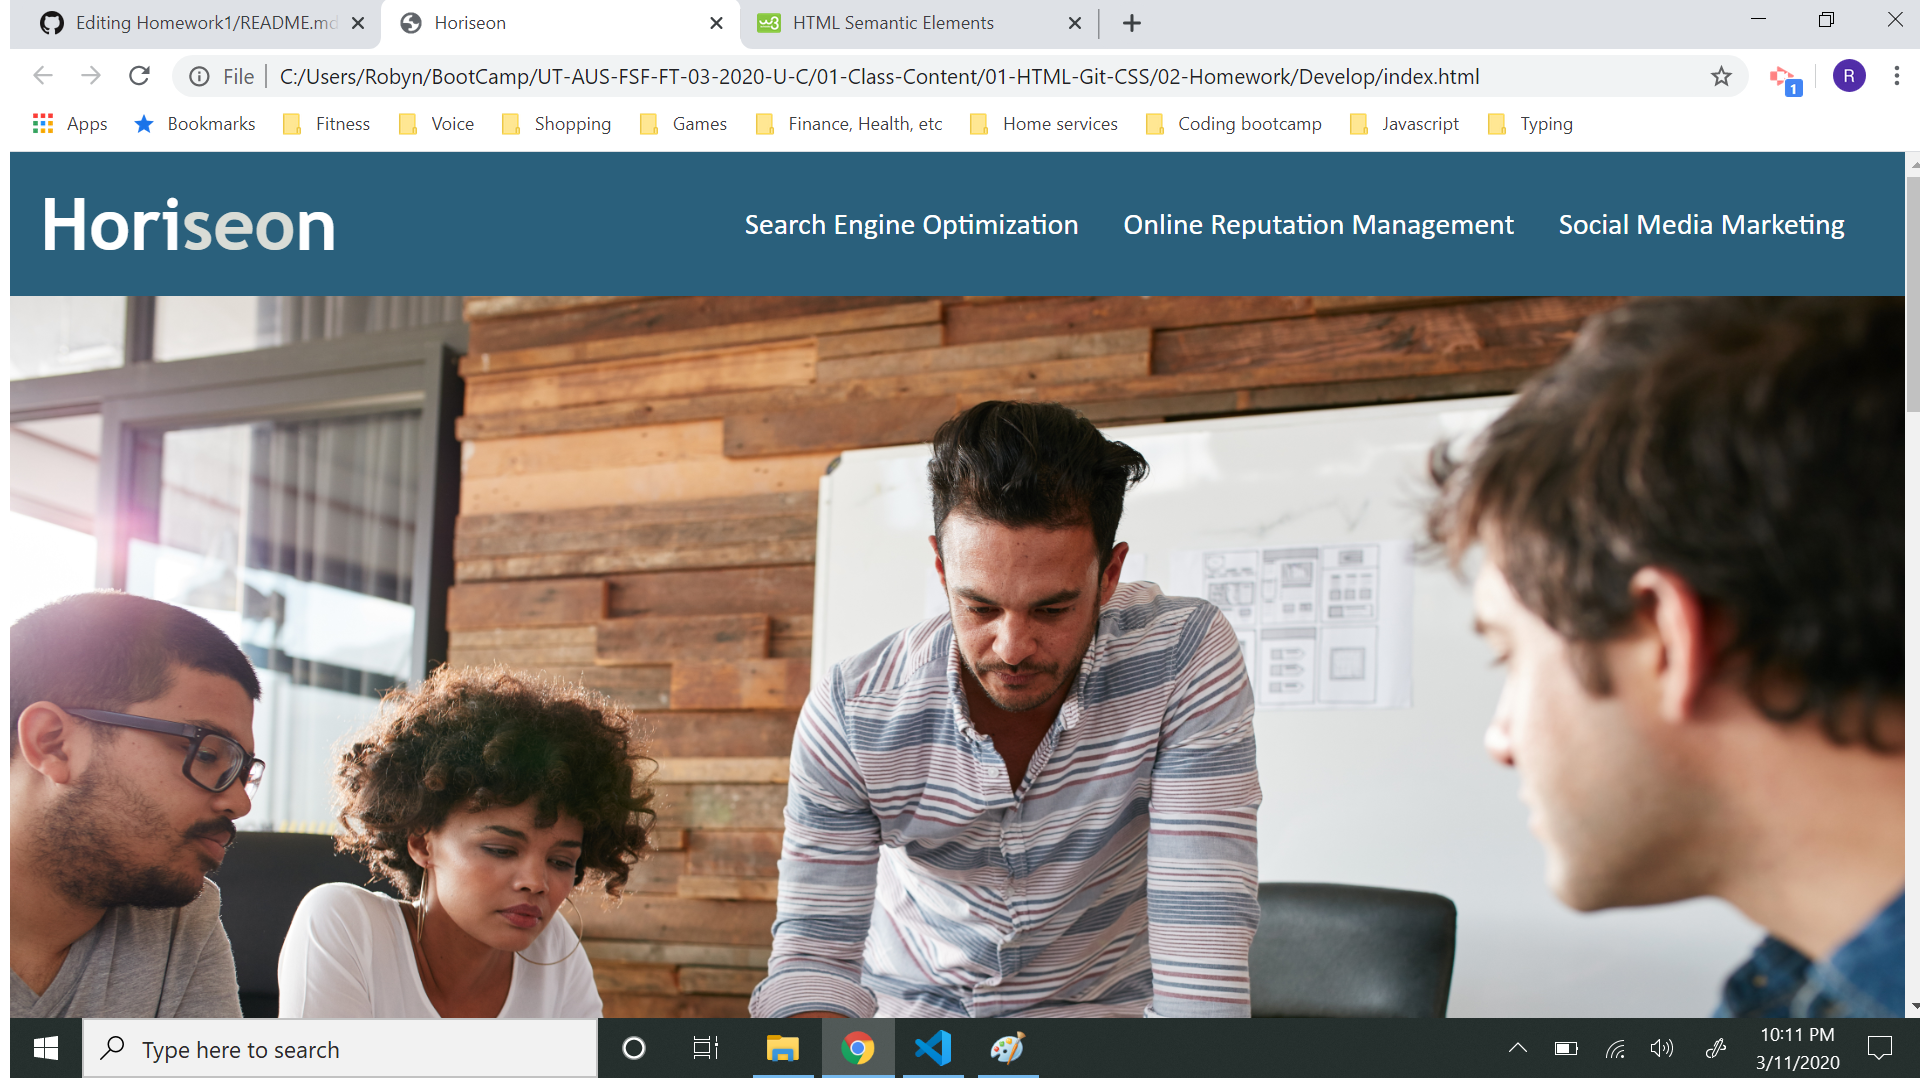 Editing Homework1/README.md
Horiseon
HTML Semantic Elements
File
C:/Users/Robyn/BootCamp/UT-AUS-FSF-FT-03-2020-U-C/01-Class-Content/01-HTML-Git-CSS/02-Homework/Develop/index.html
1
R
Apps
Bookmarks
Fitness
Voice
Shopping
Games
Finance, Health, etc
Home services
Coding bootcamp
Javascript
Typing
Horiseon
Search Engine Optimization
Online Reputation Management
Social Media Marketing
Type here to search
10:11 PM
3/11/2020